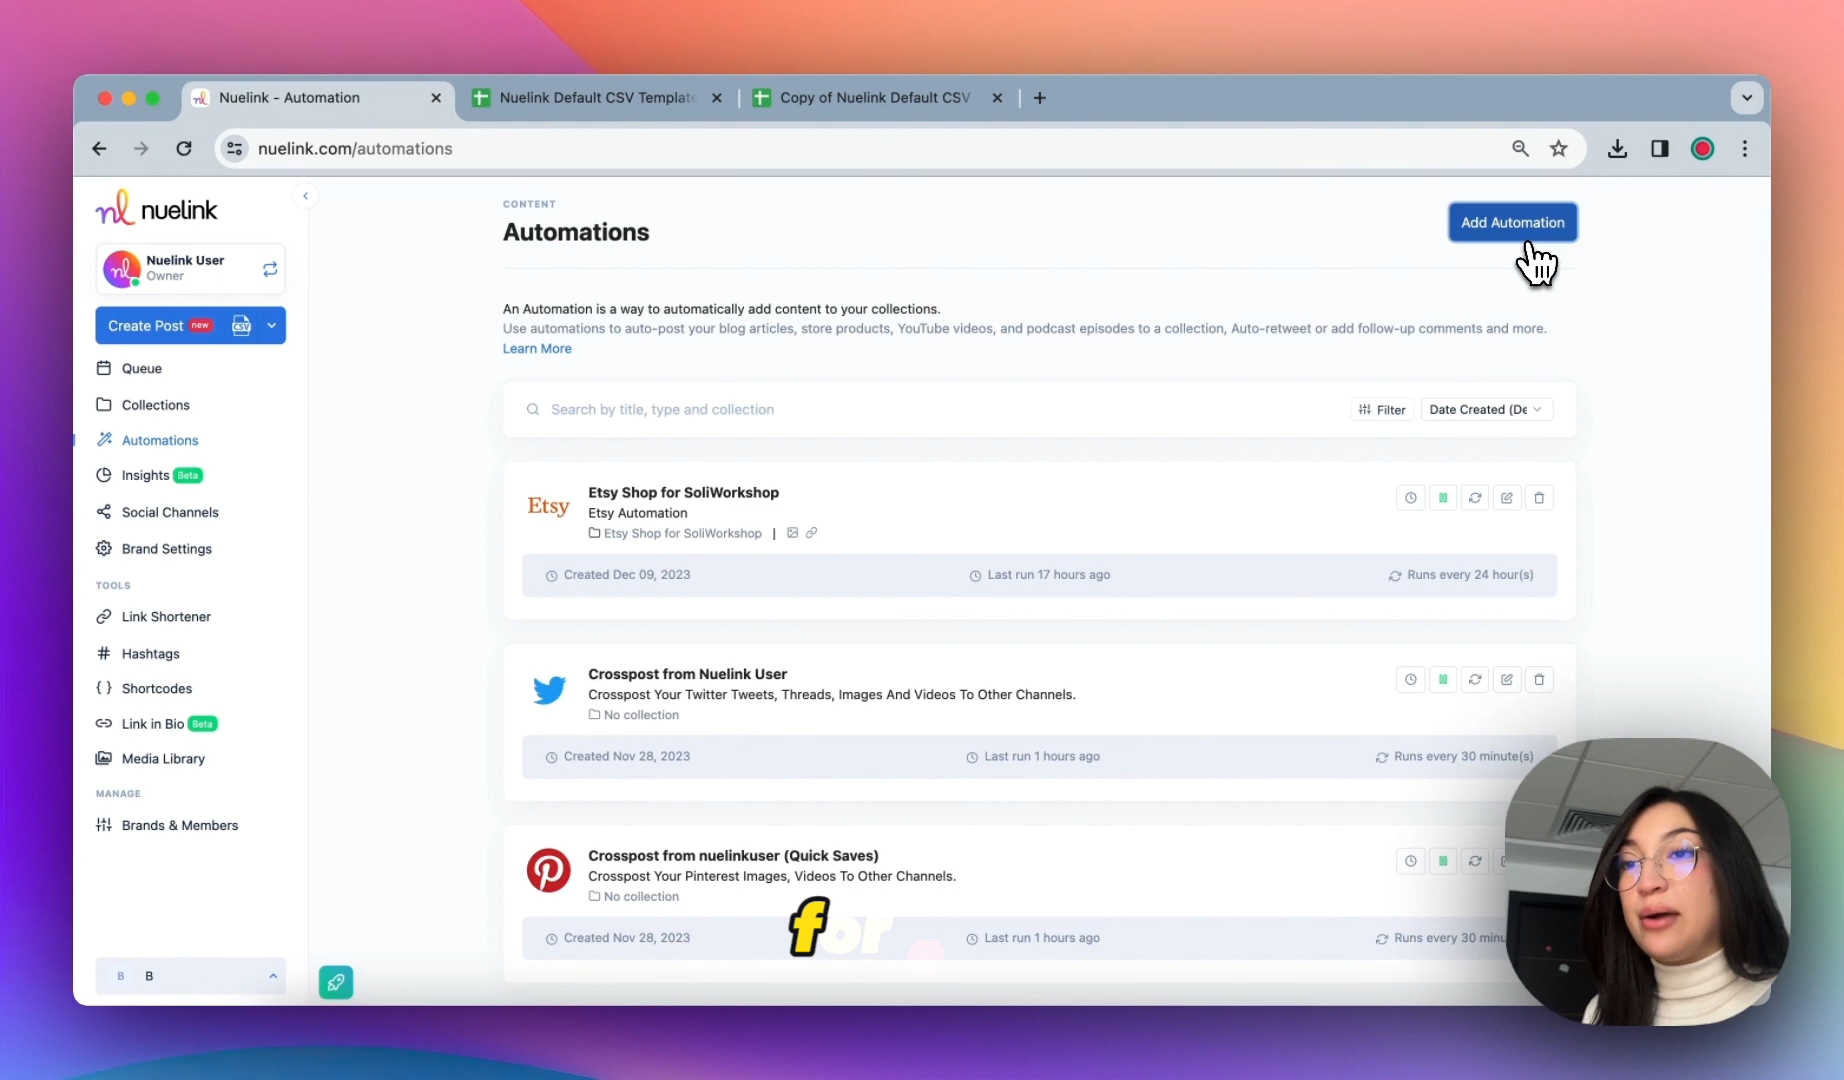 Nuelink - Automation
Nuelink Default CSV Template
Copy of Nuelink Default CSV
nuelink.com/automations
nuelink
Nuelink User
Owner
Create Post new CSV
Queue
Collections
Automations
Insights Beta
Social Channels
Brand Settings
TOOLS
Link Shortener
Hashtags
Shortcodes
Link in Bio Beta
Media Library
MANAGE
Brands & Members
B B
CONTENT
Automations
Add Automation
An Automation is a way to automatically add content to your collections.
Use automations to auto-post your blog articles, store products, YouTube videos, and podcast episodes to a collection, Auto-retweet or add follow-up comments and more.
Learn More
Search by title, type and collection
Filter
Date Created (De
Etsy
Etsy Shop for SoliWorkshop
Etsy Automation
Etsy Shop for SoliWorkshop |
Created Dec 09, 2023
Last run 17 hours ago
Runs every 24 hour(s)
Crosspost from Nuelink User
Crosspost Your Twitter Tweets, Threads, Images And Videos To Other Channels.
No collection
Created Nov 28, 2023
Last run 1 hours ago
Runs every 30 minute(s)
Crosspost from nuelinkuser (Quick Saves)
Crosspost Your Pinterest Images, Videos To Other Channels.
No collection
Created Nov 28, 2023
Last run 1 hours ago
Runs every 30 minu
for